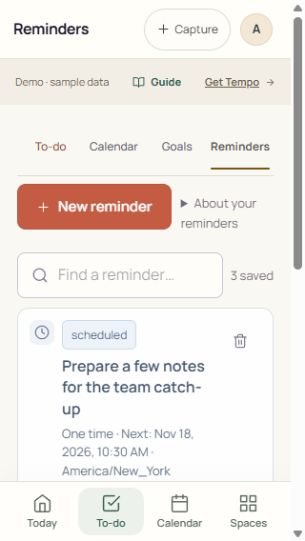 Reminders
+ Capture
A
Demo · sample data
Guide
Get Tempo →
To-do
Calendar
Goals
Reminders
+ New reminder
▶ About your
reminders
Find a reminder...
3 saved
scheduled
Prepare a few notes
for the team catch-
up
One time · Next: Nov 18,
2026, 10:30 AM ·
America/New_York
Today
To-do
Calendar
Spaces